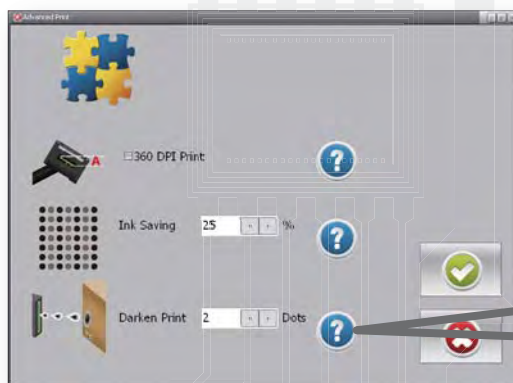 Advanced Print
A
360 DPI Print
?
Ink Saving 25 %
?
Darken Print 2 Dots
?